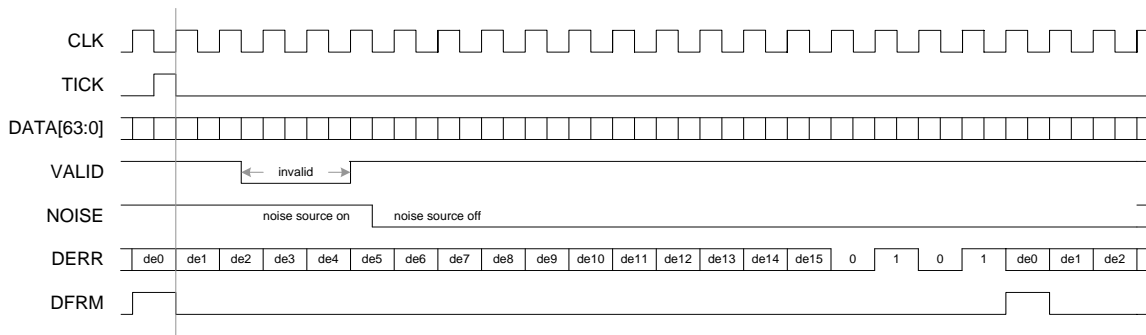 CLK
TICK
DATA[63:0]
VALID invalid
NOISE noise source on noise source off
DERR de0 de1 de2 de3 de4 de5 de6 de7 de8 de9 de10 de11 de12 de13 de14 de15 0 1 0 1 de0 de1 de2
DFRM